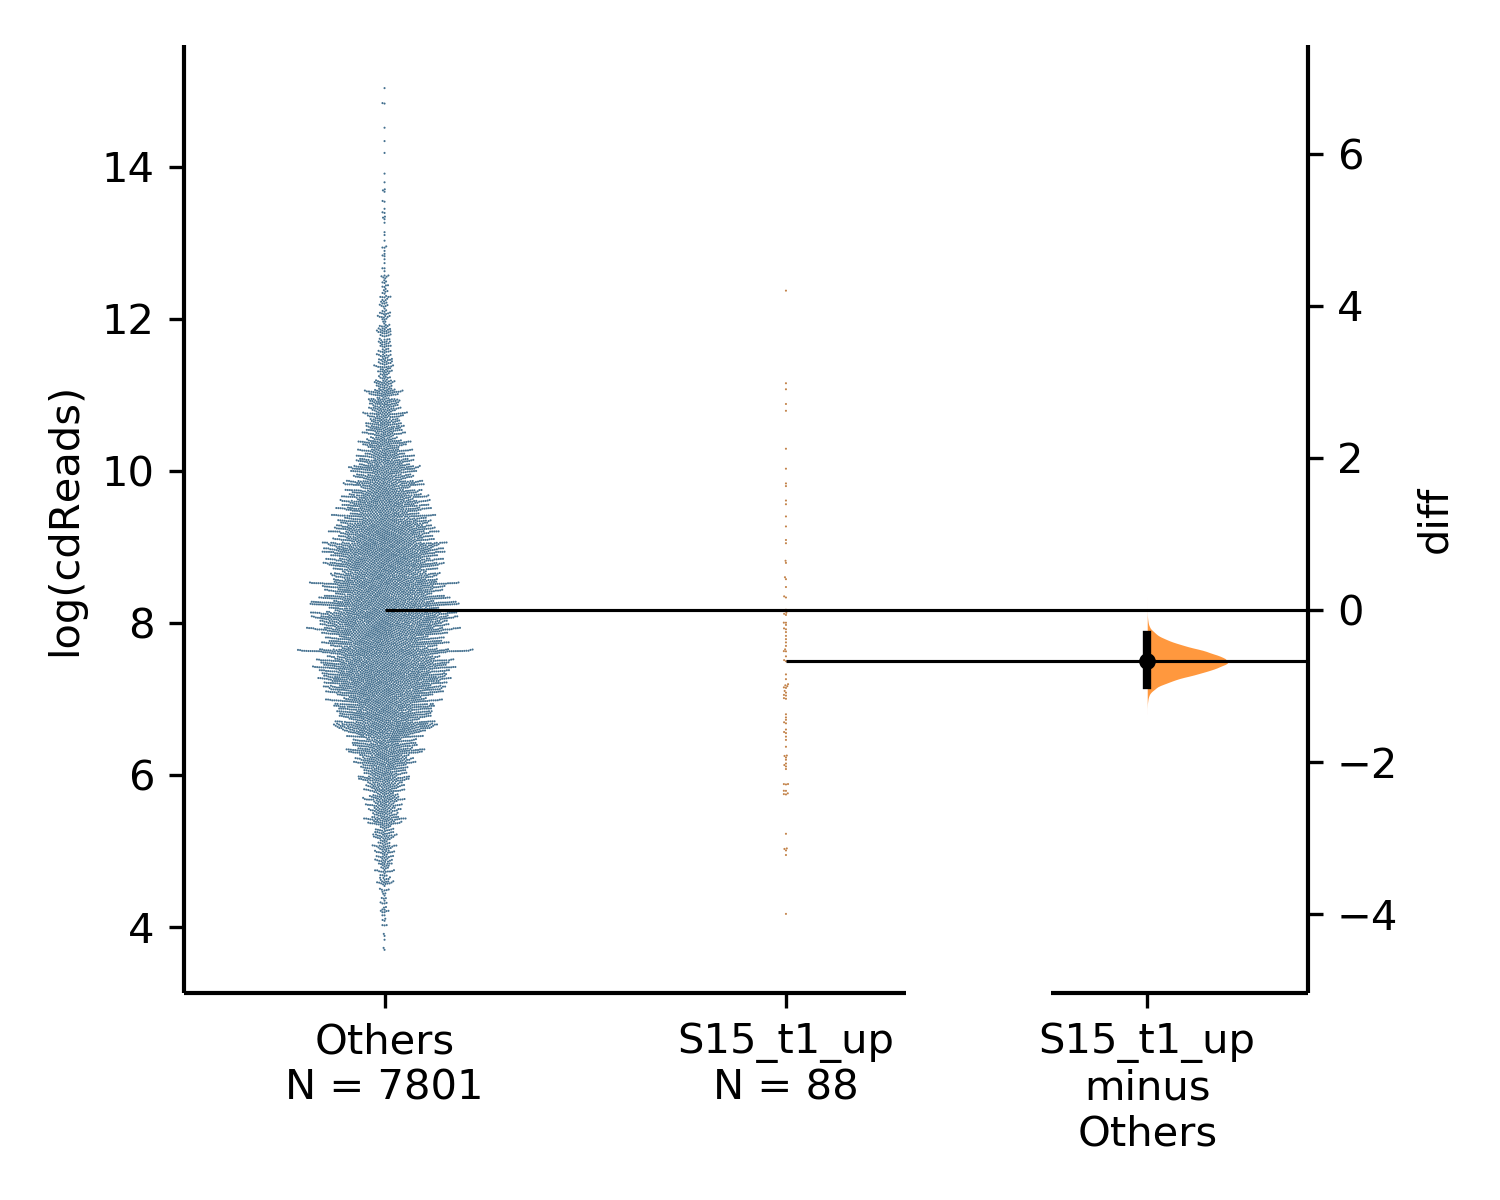 log(cdReads)
14
12
10
8
6
4
Others
N = 7801
S15_t1_up
N = 88
S15_t1_up
minus
Others
6
4
2
0
−2
−4
diff